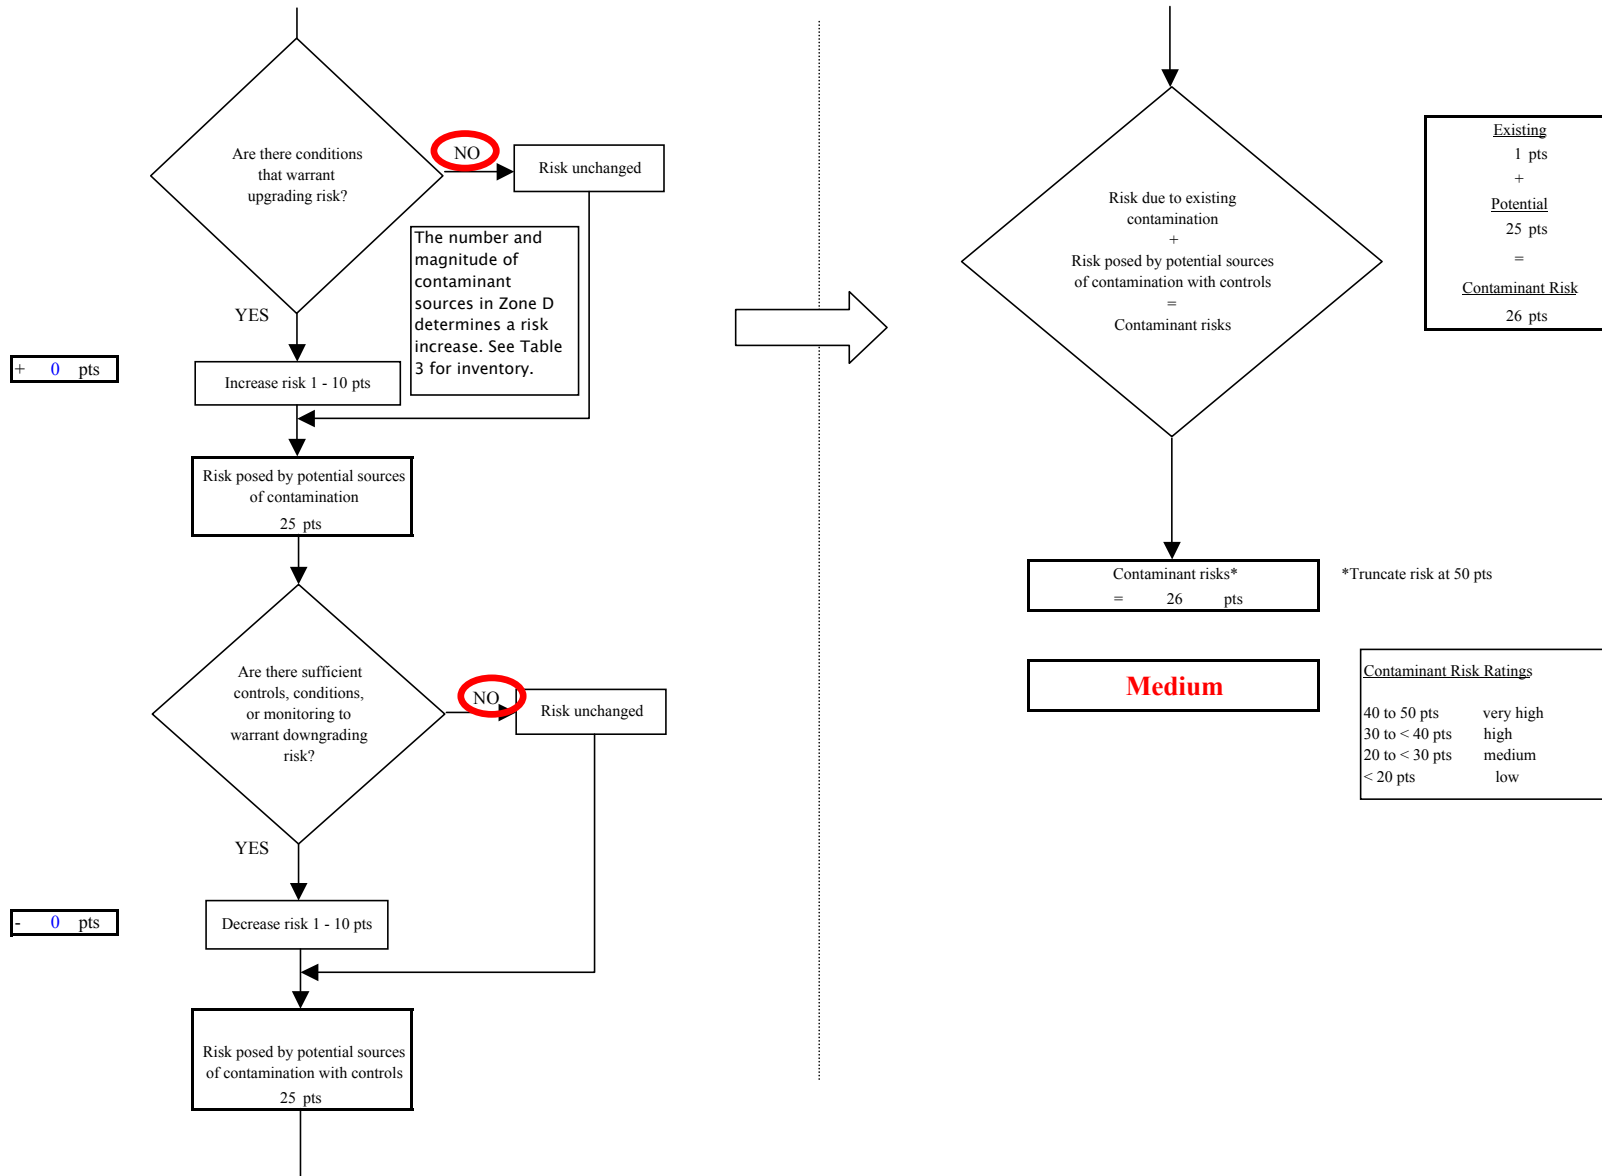 Are there conditions
that warrant
upgrading risk?
NO
Risk unchanged
The number and
magnitude of
contaminant
sources in Zone D
determines a risk
increase. See Table
3 for inventory.
YES
+ 0 pts
Increase risk 1 - 10 pts
Risk posed by potential sources
of contamination
25 pts
Are there sufficient
controls, conditions,
or monitoring to
warrant downgrading
risk?
NO
Risk unchanged
YES
- 0 pts
Decrease risk 1 - 10 pts
Risk posed by potential sources
of contamination with controls
25 pts
Risk due to existing
contamination
+
Risk posed by potential sources
of contamination with controls
=
Contaminant risks
Existing
1 pts
+
Potential
25 pts
=
Contaminant Risk
26 pts
Contaminant risks*
= 26 pts
*Truncate risk at 50 pts
Medium
Contaminant Risk Ratings
40 to 50 pts very high
30 to < 40 pts high
20 to < 30 pts medium
< 20 pts low